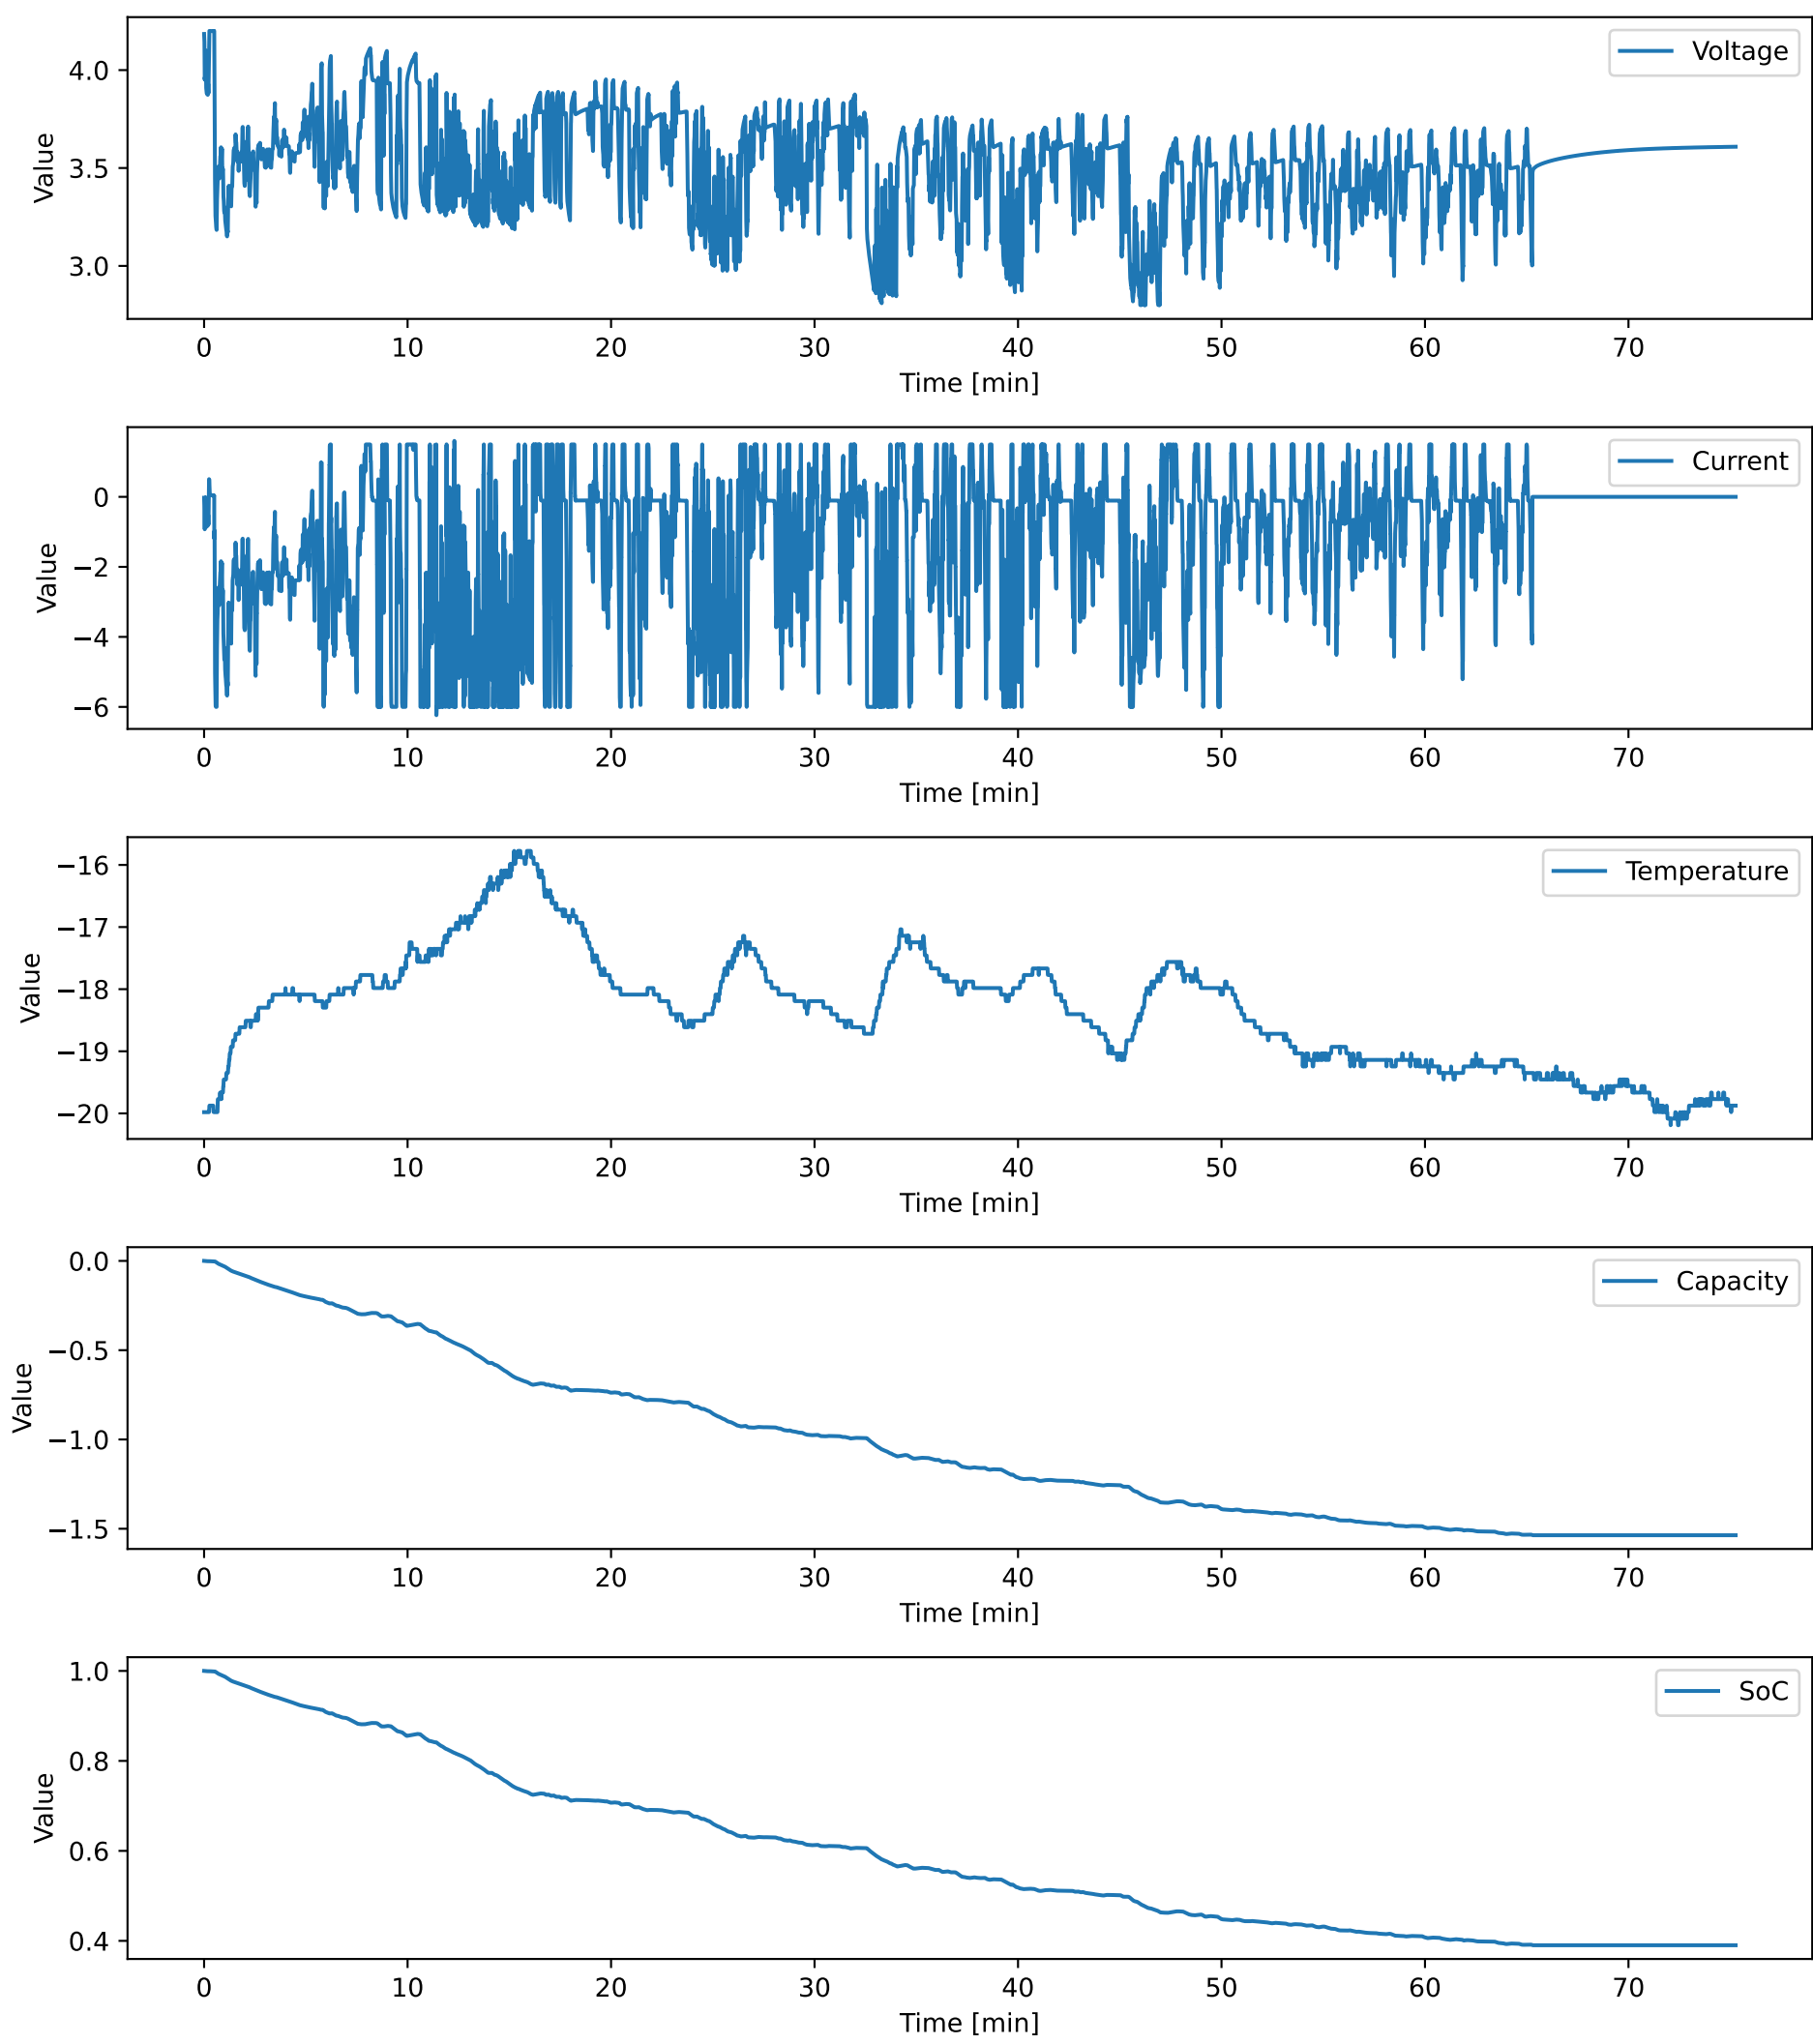 Voltage
4.0
3.5
3.0
Value
0 10 20 30 40 50 60 70
Time [min]
Current
0
−2
−4
−6
Value
0 10 20 30 40 50 60 70
Time [min]
Temperature
−16
−17
−18
−19
−20
Value
0 10 20 30 40 50 60 70
Time [min]
Capacity
0.0
−0.5
−1.0
−1.5
Value
0 10 20 30 40 50 60 70
Time [min]
SoC
1.0
0.8
0.6
0.4
Value
0 10 20 30 40 50 60 70
Time [min]